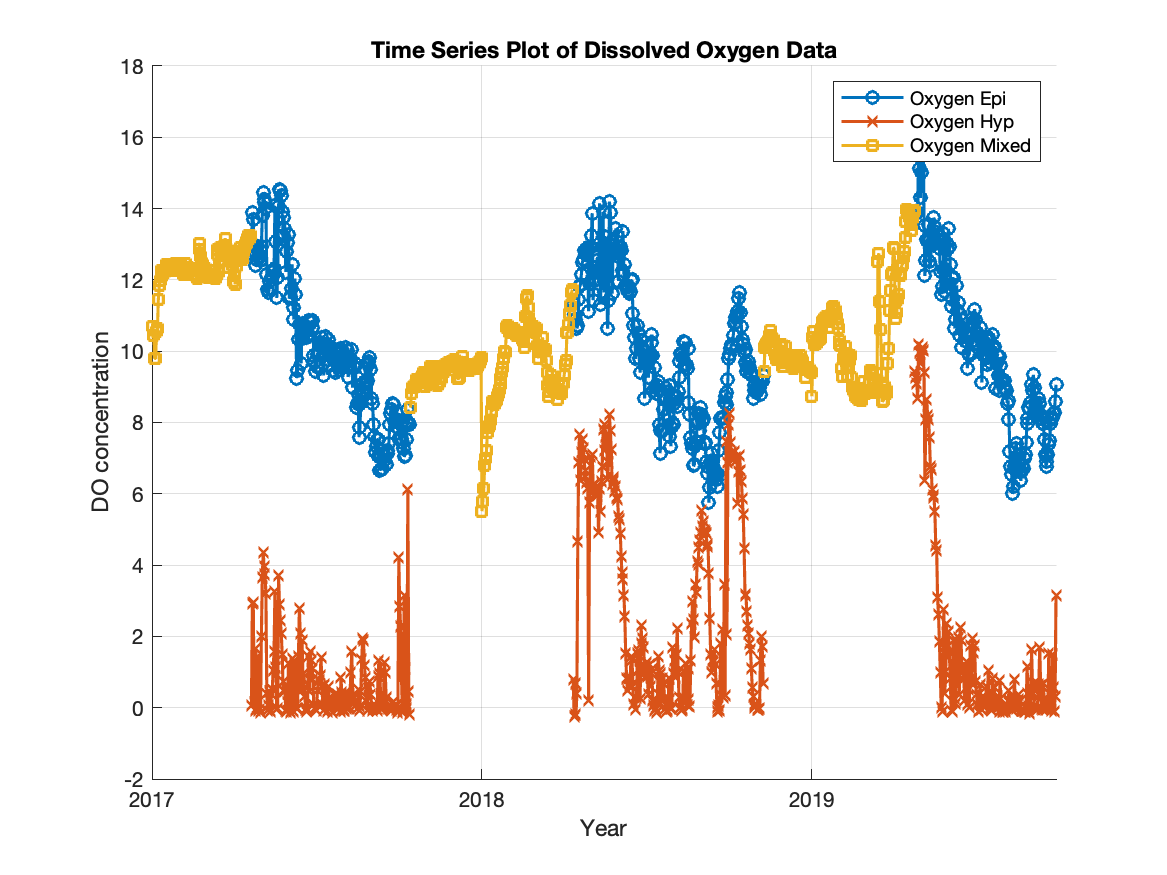 Time Series Plot of Dissolved Oxygen Data
18
16
14
12
10
8
6
4
2
0
-2
DO concentration
Oxygen Epi
Oxygen Hyp
Oxygen Mixed
2017
2018
2019
Year